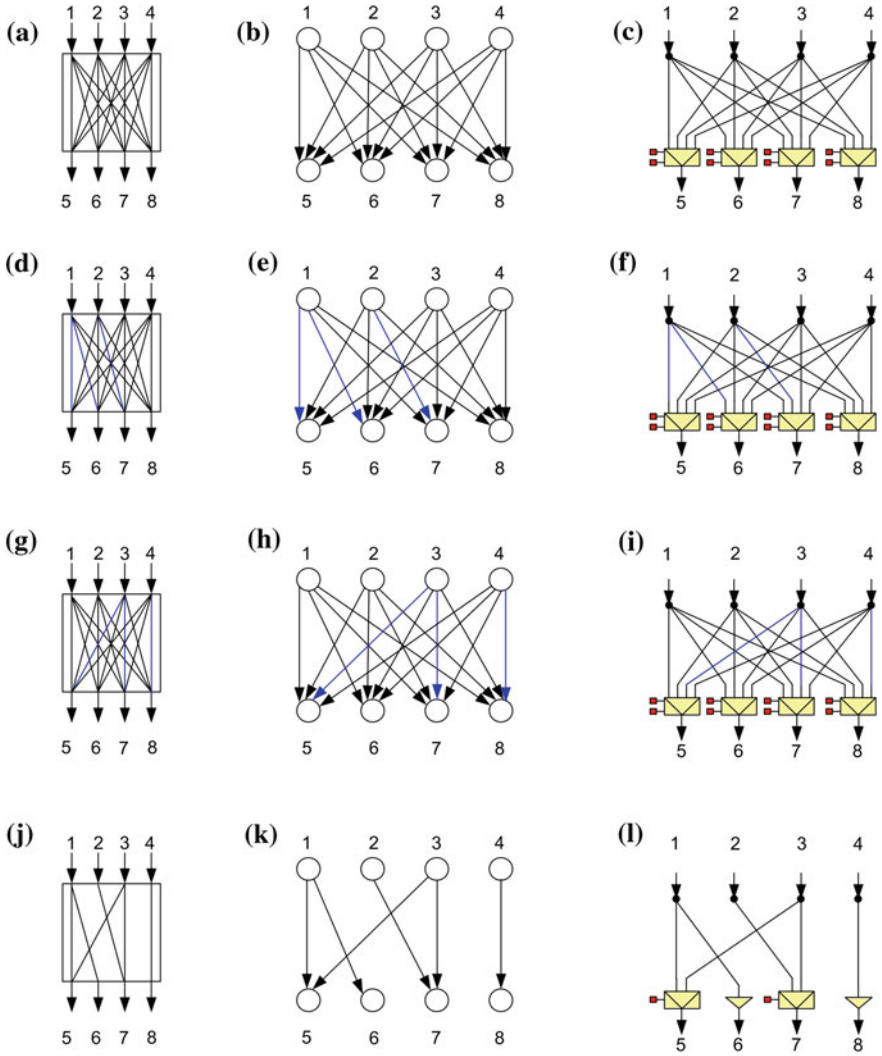 (a) 1 2 3 4 (b) 1 2 3 4 (c) 1 2 3 4
5 6 7 8 5 6 7 8 5 6 7 8
(d) 1 2 3 4 (e) 1 2 3 4 (f) 1 2 3 4
5 6 7 8 5 6 7 8 5 6 7 8
(g) 1 2 3 4 (h) 1 2 3 4 (i) 1 2 3 4
5 6 7 8 5 6 7 8 5 6 7 8
(j) 1 2 3 4 (k) 1 2 3 4 (l) 1 2 3 4
5 6 7 8 5 6 7 8 5 6 7 8